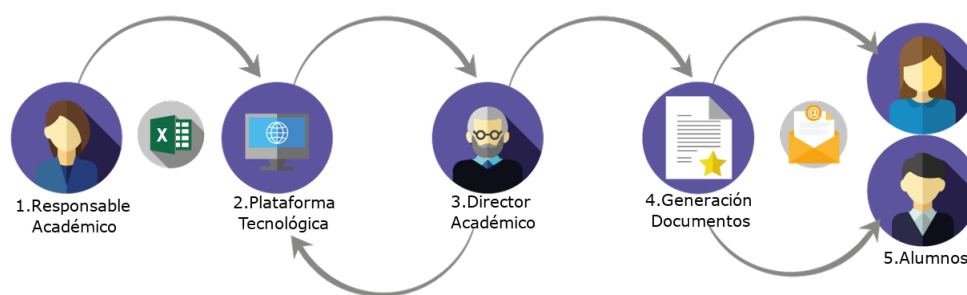 1.Responsable
Académico
X
2.Plataforma
Tecnológica
3.Director
Académico
4.Generación
Documentos
@
5.Alumnos